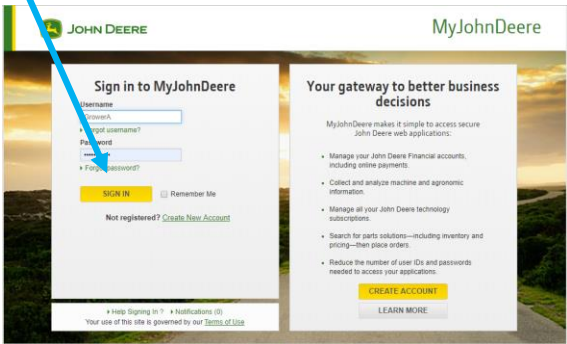 JOHN DEERE
MyJohnDeere
Sign in to MyJohnDeere
Username
GrowerA
Forgot username?
Password
Forgot password?
SIGN IN
Remember Me
Not registered? Create New Account
Help Signing In ? Notifications (0)
Your use of this site is governed by our Terms of Use
Your gateway to better business
decisions
MyJohnDeere makes it simple to access secure
John Deere web applications:
Manage your John Deere Financial accounts,
including online payments.
Collect and analyze machine and agronomic
information.
Manage all your John Deere technology
subscriptions.
Search for parts solutions—including inventory and
pricing—then place orders.
Reduce the number of user IDs and passwords
needed to access your applications.
CREATE ACCOUNT
LEARN MORE